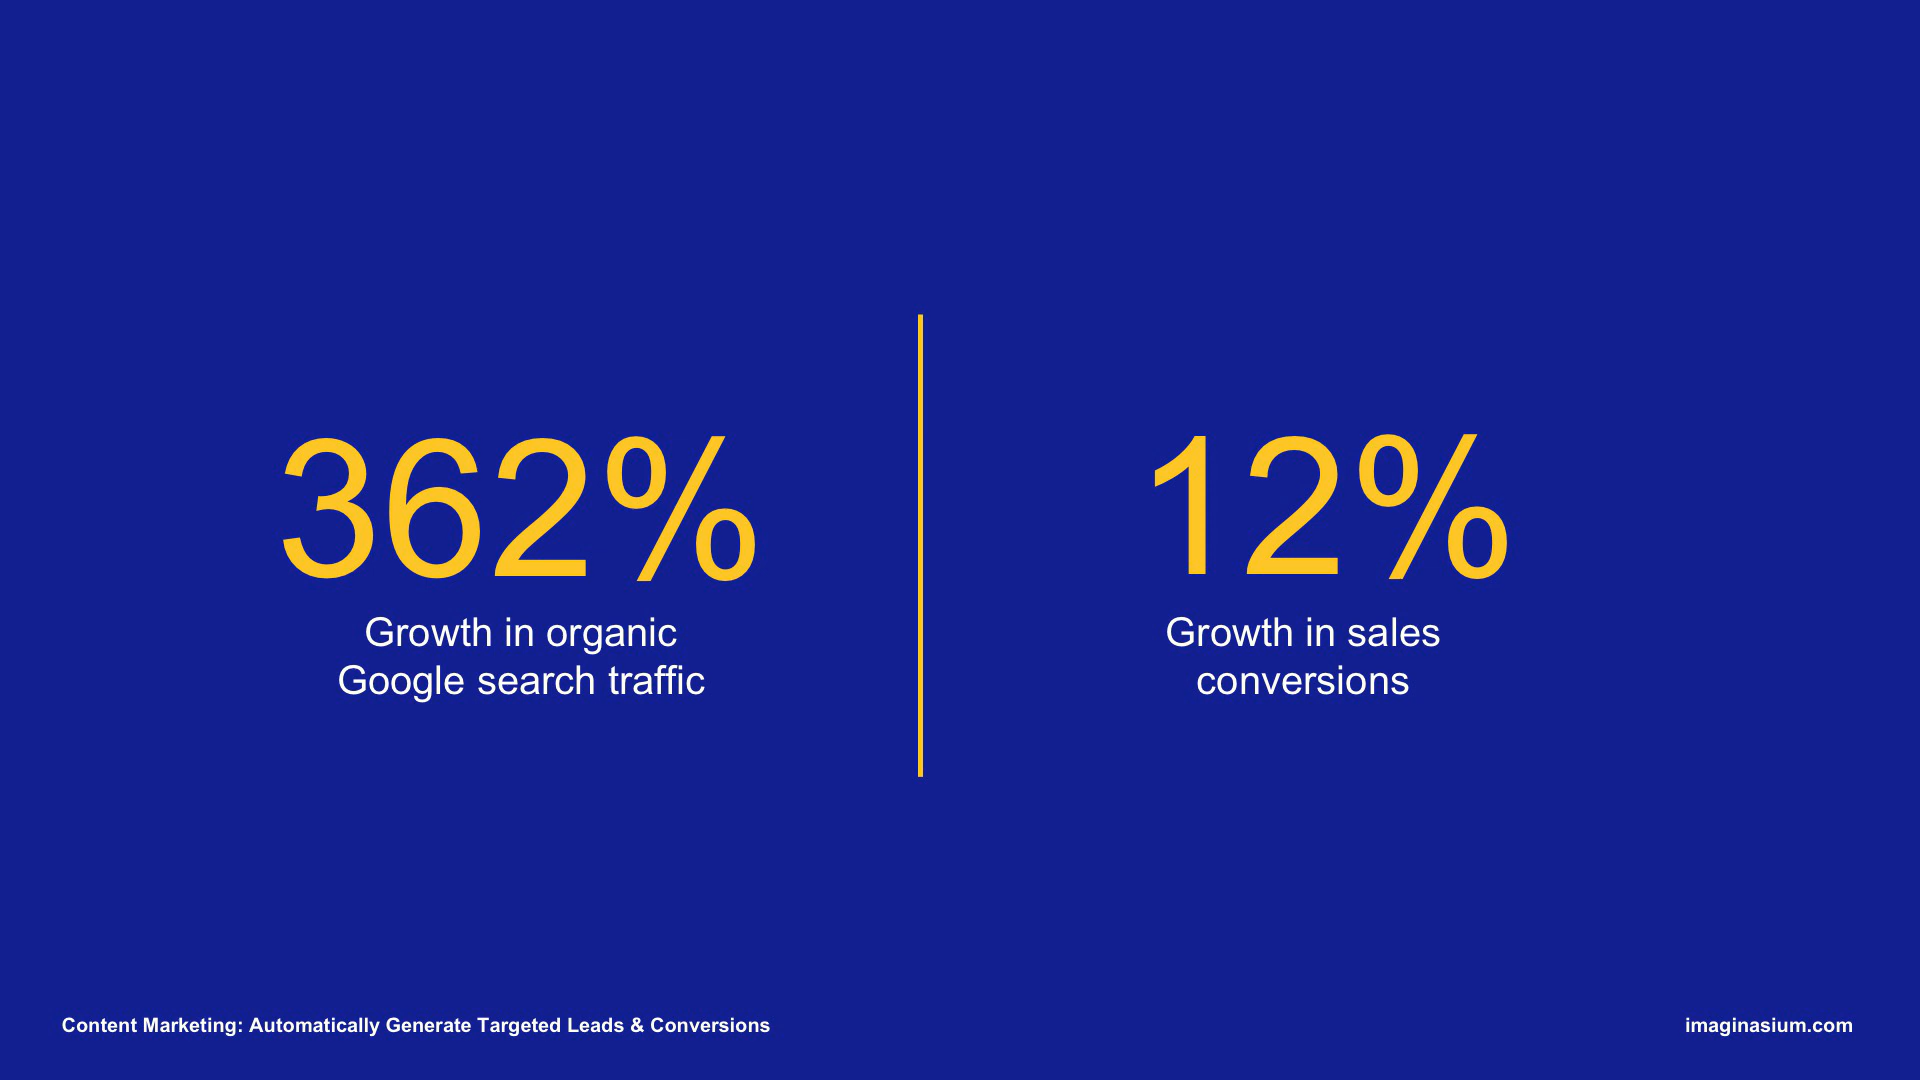 362%
Growth in organic
Google search traffic
12%
Growth in sales
conversions
Content Marketing: Automatically Generate Targeted Leads & Conversions
imaginasium.com